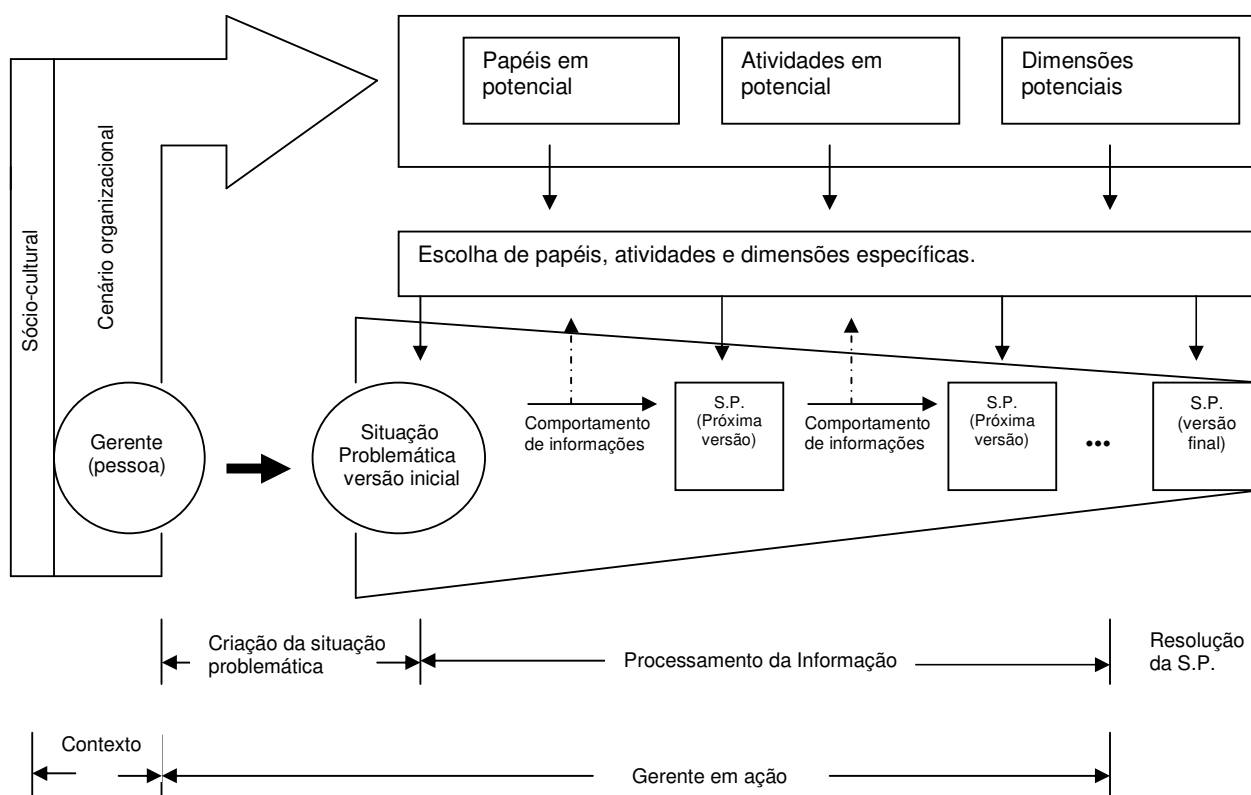 Papéis em
potencial
Atividades em
potencial
Dimensões
potenciais
Sócio-cultural
Cenário organizacional
Escolha de papéis, atividades e dimensões específicas.
Gerente
(pessoa)
Situação
Problemática
versão inicial
Comportamento
de informações
S.P.
(Próxima
versão)
Comportamento
de informações
S.P.
(Próxima
versão)
...
S.P.
(versão
final)
Criação da situação
problemática
Processamento da Informação
Resolução
da S.P.
Contexto
Gerente em ação